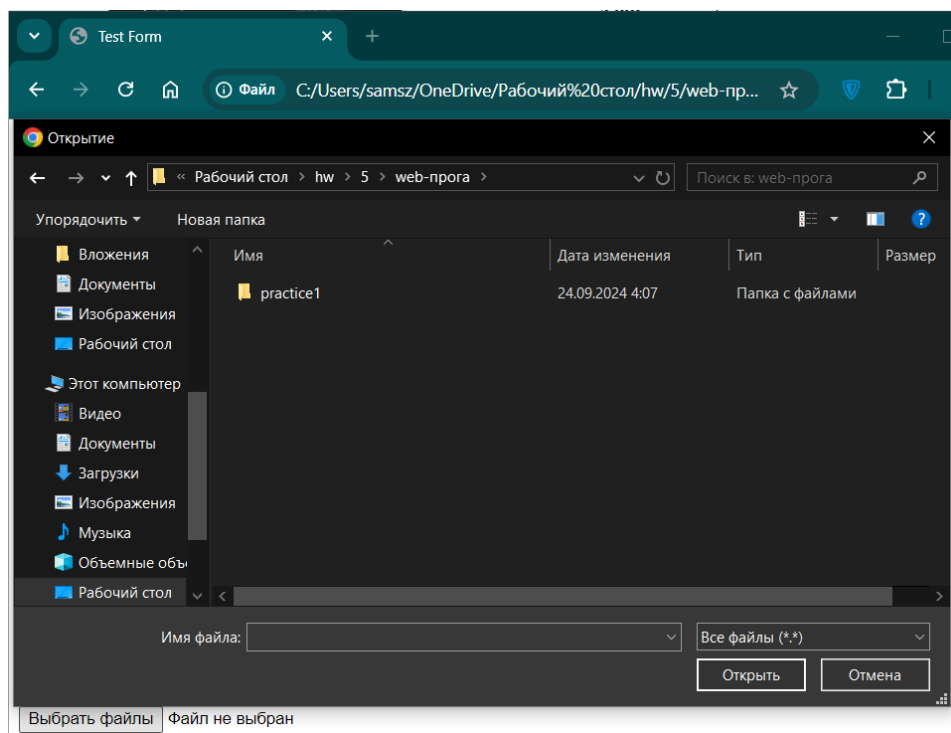 Test Form
Файл C:/Users/samsz/OneDrive/Рабочий%20стол/hw/5/web-пр...
Открытие
« Рабочий стол > hw > 5 > web-прога > Поиск в: web-прога
Упорядочить Новая папка
Имя Дата изменения Тип Размер
practice1 24.09.2024 4:07 Папка с файлами
Вложения
Документы
Изображения
Рабочий стол
Этот компьютер
Видео
Документы
Загрузки
Изображения
Музыка
Объемные объ
Рабочий стол
Имя файла: Все файлы (*.*)
Открыть Отмена
Выбрать файлы Файл не выбран